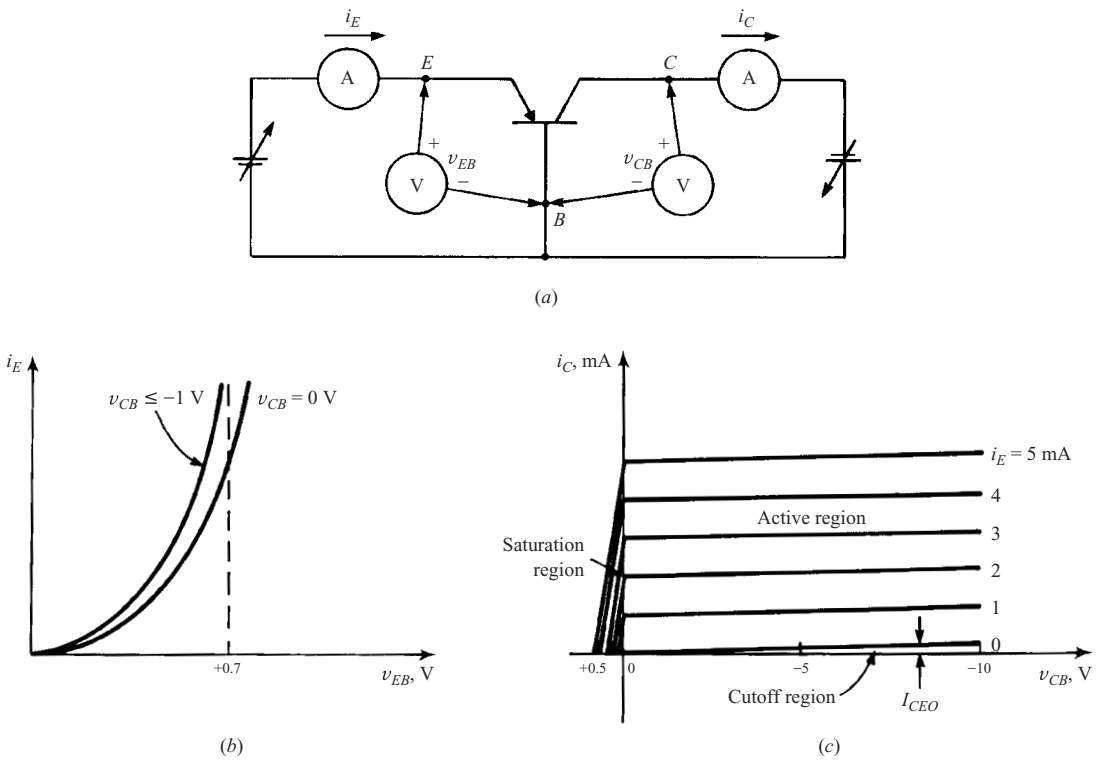 i_E
i_C
A
E
C
A
+
v_EB
−
V
+
v_CB
−
V
B
(a)
i_E
v_CB ≤ −1 V
v_CB = 0 V
+0.7
v_EB, V
(b)
i_C, mA
i_E = 5 mA
4
Active region
3
Saturation
region
2
1
0
+0.5
0
−5
−10
v_CB, V
Cutoff region
I_CEO
(c)